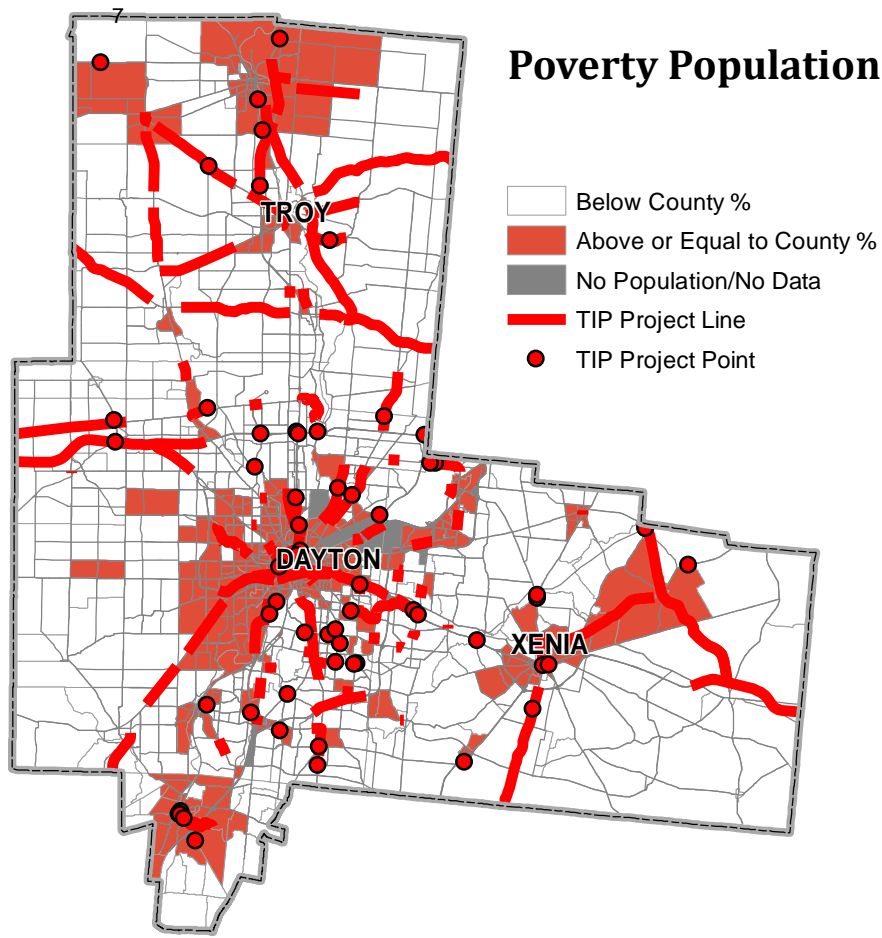 7
Poverty Population
Below County %
Above or Equal to County %
No Population/No Data
TIP Project Line
TIP Project Point
TROY
DAYTON
XENIA